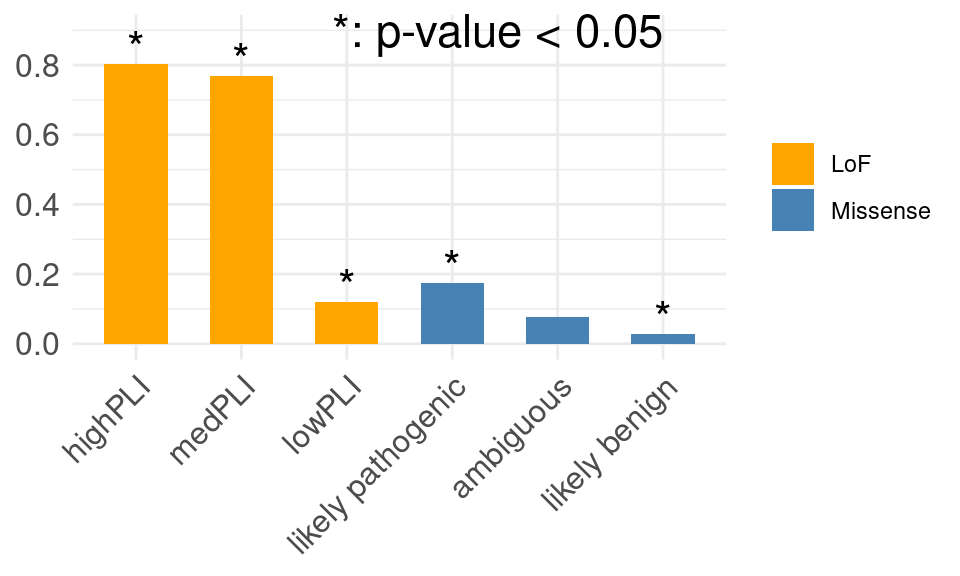 *: p-value < 0.05
* * * * *
0.8
0.6
0.4
0.2
0.0
highPLI
medPLI
lowPLI
likely pathogenic
ambiguous
likely benign
LoF
Missense